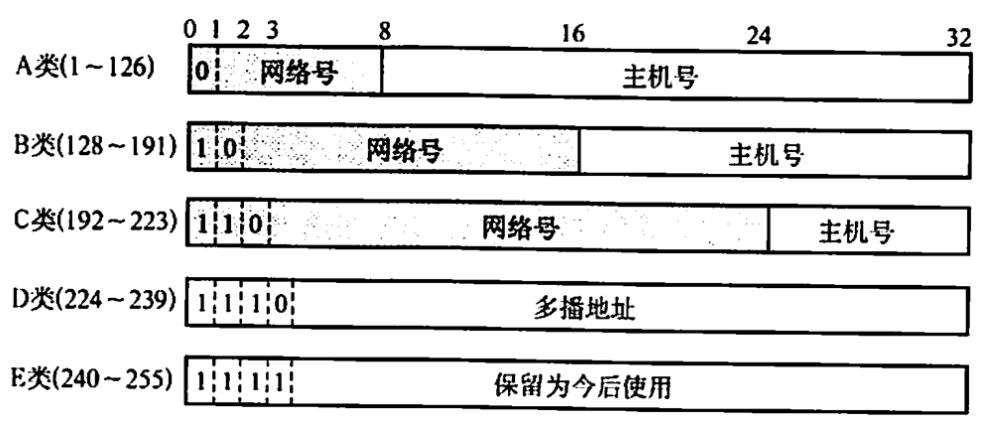 0 1 2 3 8 16 24 32
A类(1~126) 0 网络号 主机号
B类(128~191) 1 0 网络号 主机号
C类(192~223) 1 1 0 网络号 主机号
D类(224~239) 1 1 1 0 多播地址
E类(240~255) 1 1 1 1 保留为今后使用